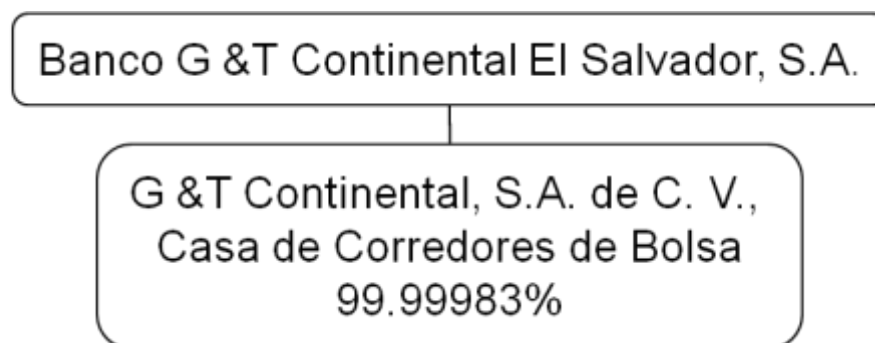 Banco G &T Continental El Salvador, S.A.
G &T Continental, S.A. de C. V.,
Casa de Corredores de Bolsa
99.99983%